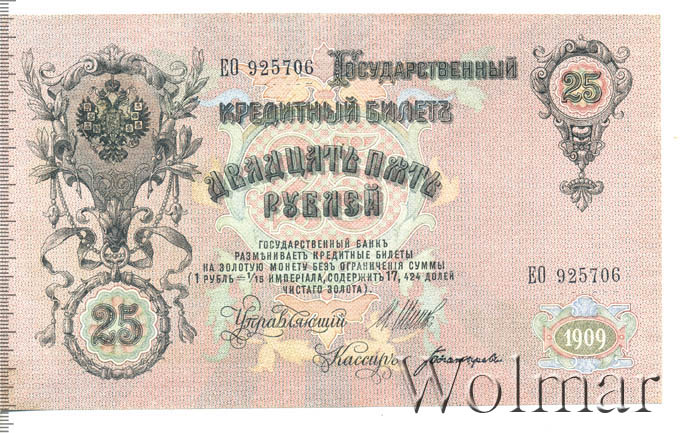 ЕО 925706 Государственный
25
Кредитный Билетъ
Двадцать пять
Рублей
Государственный Банкъ
размѣниваетъ кредитные билеты
на золотую монету безъ ограниченія суммы
(1 рубль = 1/15 имперіала, содержитъ 17,424 долей
чистаго золота).
ЕО 925706
25
Управляющій
1909
Кассиръ
Wolmar